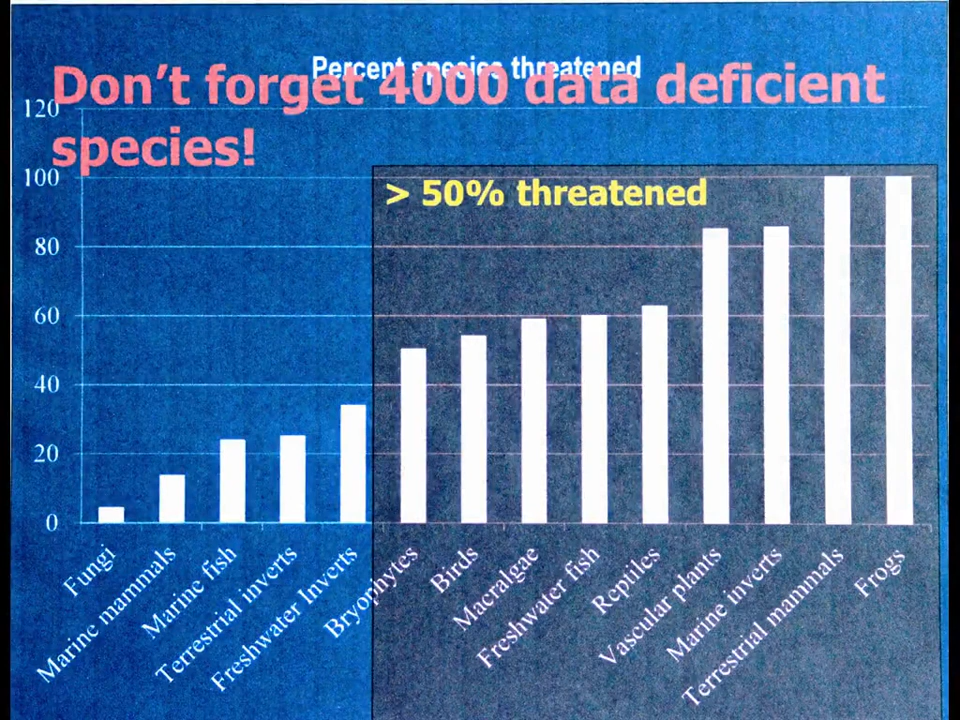 Percent species threatened
Don't forget 4000 data deficient
species!
> 50% threatened
120
100
80
60
40
20
0
Fungi
Marine mammals
Marine fish
Terrestrial inverts
Freshwater Inverts
Bryophytes
Birds
Macralgae
Freshwater fish
Reptiles
Vascular plants
Marine inverts
Terrestrial mammals
Frogs